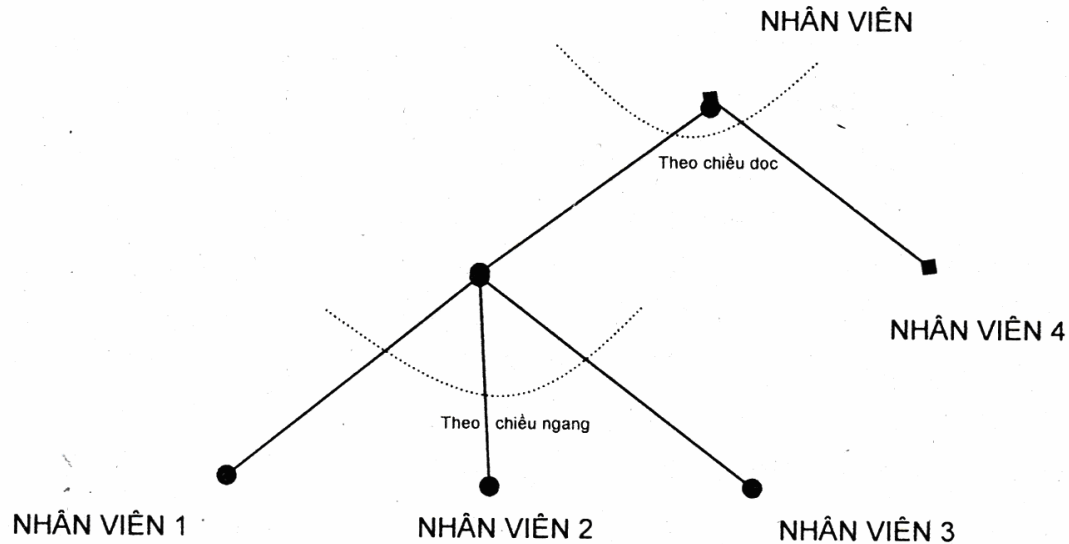 NHÂN VIÊN
Theo chiều dọc
NHÂN VIÊN 4
Theo chiều ngang
NHÂN VIÊN 1
NHÂN VIÊN 2
NHÂN VIÊN 3